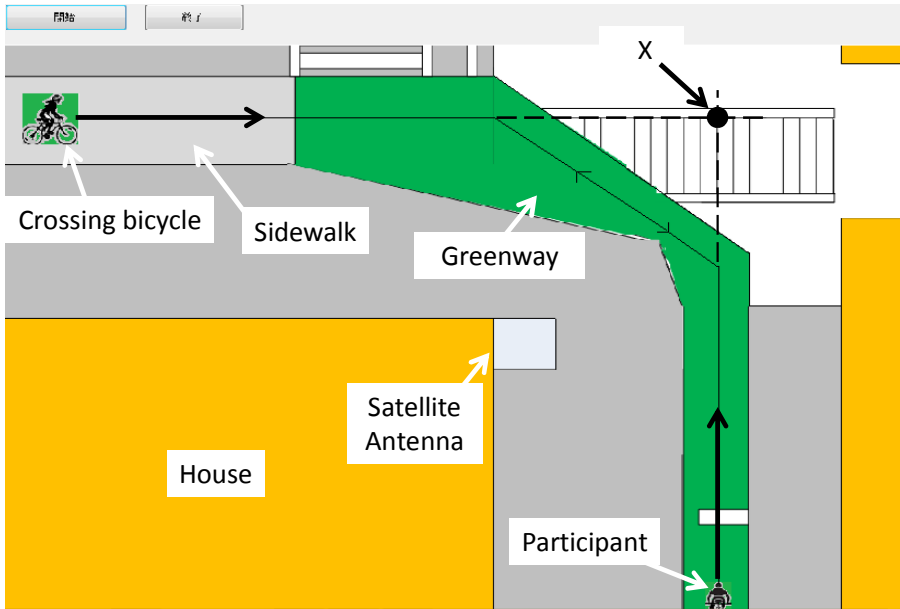 開始
終了
X
Crossing bicycle
Sidewalk
Greenway
Satellite
Antenna
House
Participant